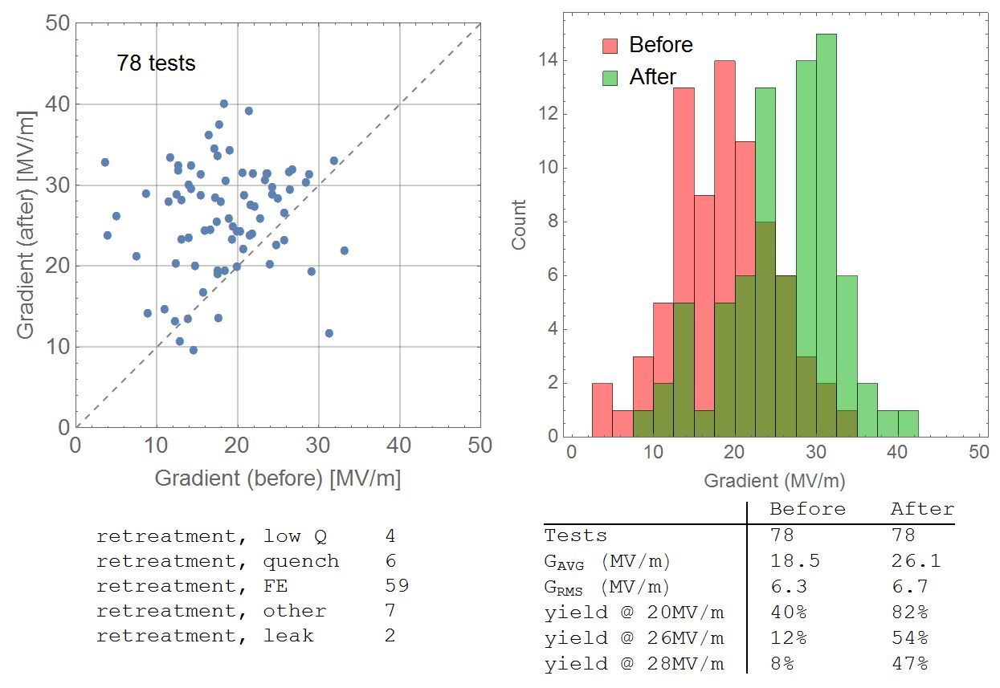 50
40
30
20
10
0
78 tests
Gradient (after) [MV/m]
0 10 20 30 40 50
Gradient (before) [MV/m]
Before
After
14
12
10
8
6
4
2
0
Count
0 10 20 30 40 50
Gradient (MV/m)
retreatment, low Q 4
retreatment, quench 6
retreatment, FE 59
retreatment, other 7
retreatment, leak 2
Before After
Tests 78 78
GAVG (MV/m) 18.5 26.1
GRMS (MV/m) 6.3 6.7
yield @ 20MV/m 40% 82%
yield @ 26MV/m 12% 54%
yield @ 28MV/m 8% 47%